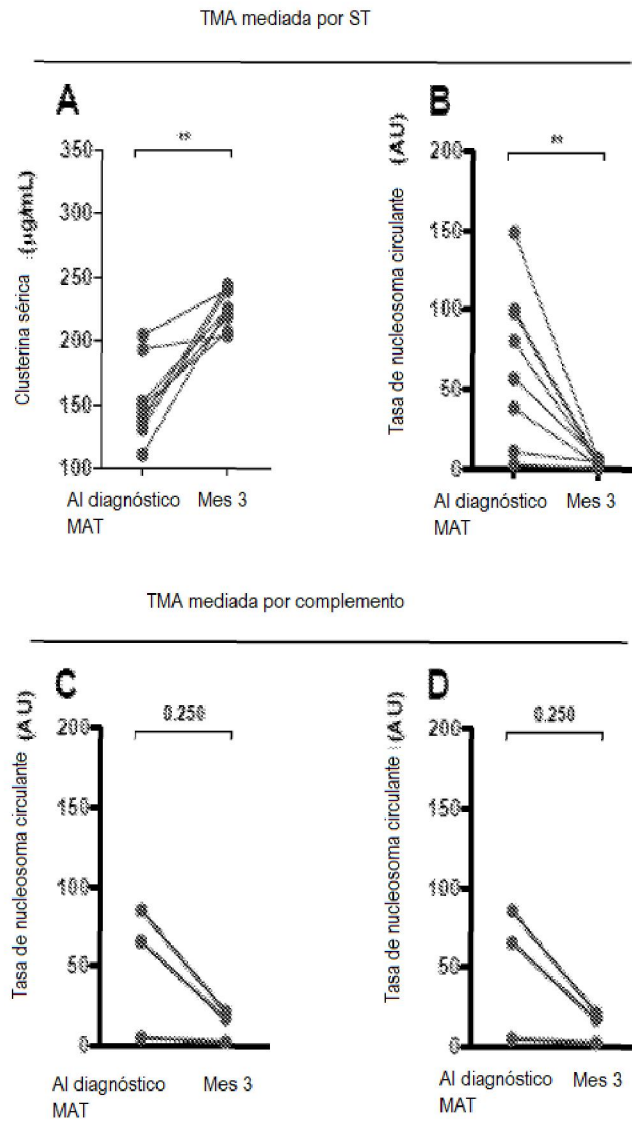 TMA mediada por ST
A
**
350
300
250
200
150
100
Clusterina sérica :(µg/mL)
Al diagnóstico Mes 3
MAT
B
**
200
150
100
50
0
Tasa de nucleosoma circulante (AU)
Al diagnóstico Mes 3
MAT
TMA mediada por complemento
C
0.250
200
150
100
50
0
Tasa de nucleosoma circulante (AU)
Al diagnóstico Mes 3
MAT
D
0.250
200
150
100
50
0
Tasa de nucleosoma circulante :(AU)
Al diagnóstico Mes 3
MAT